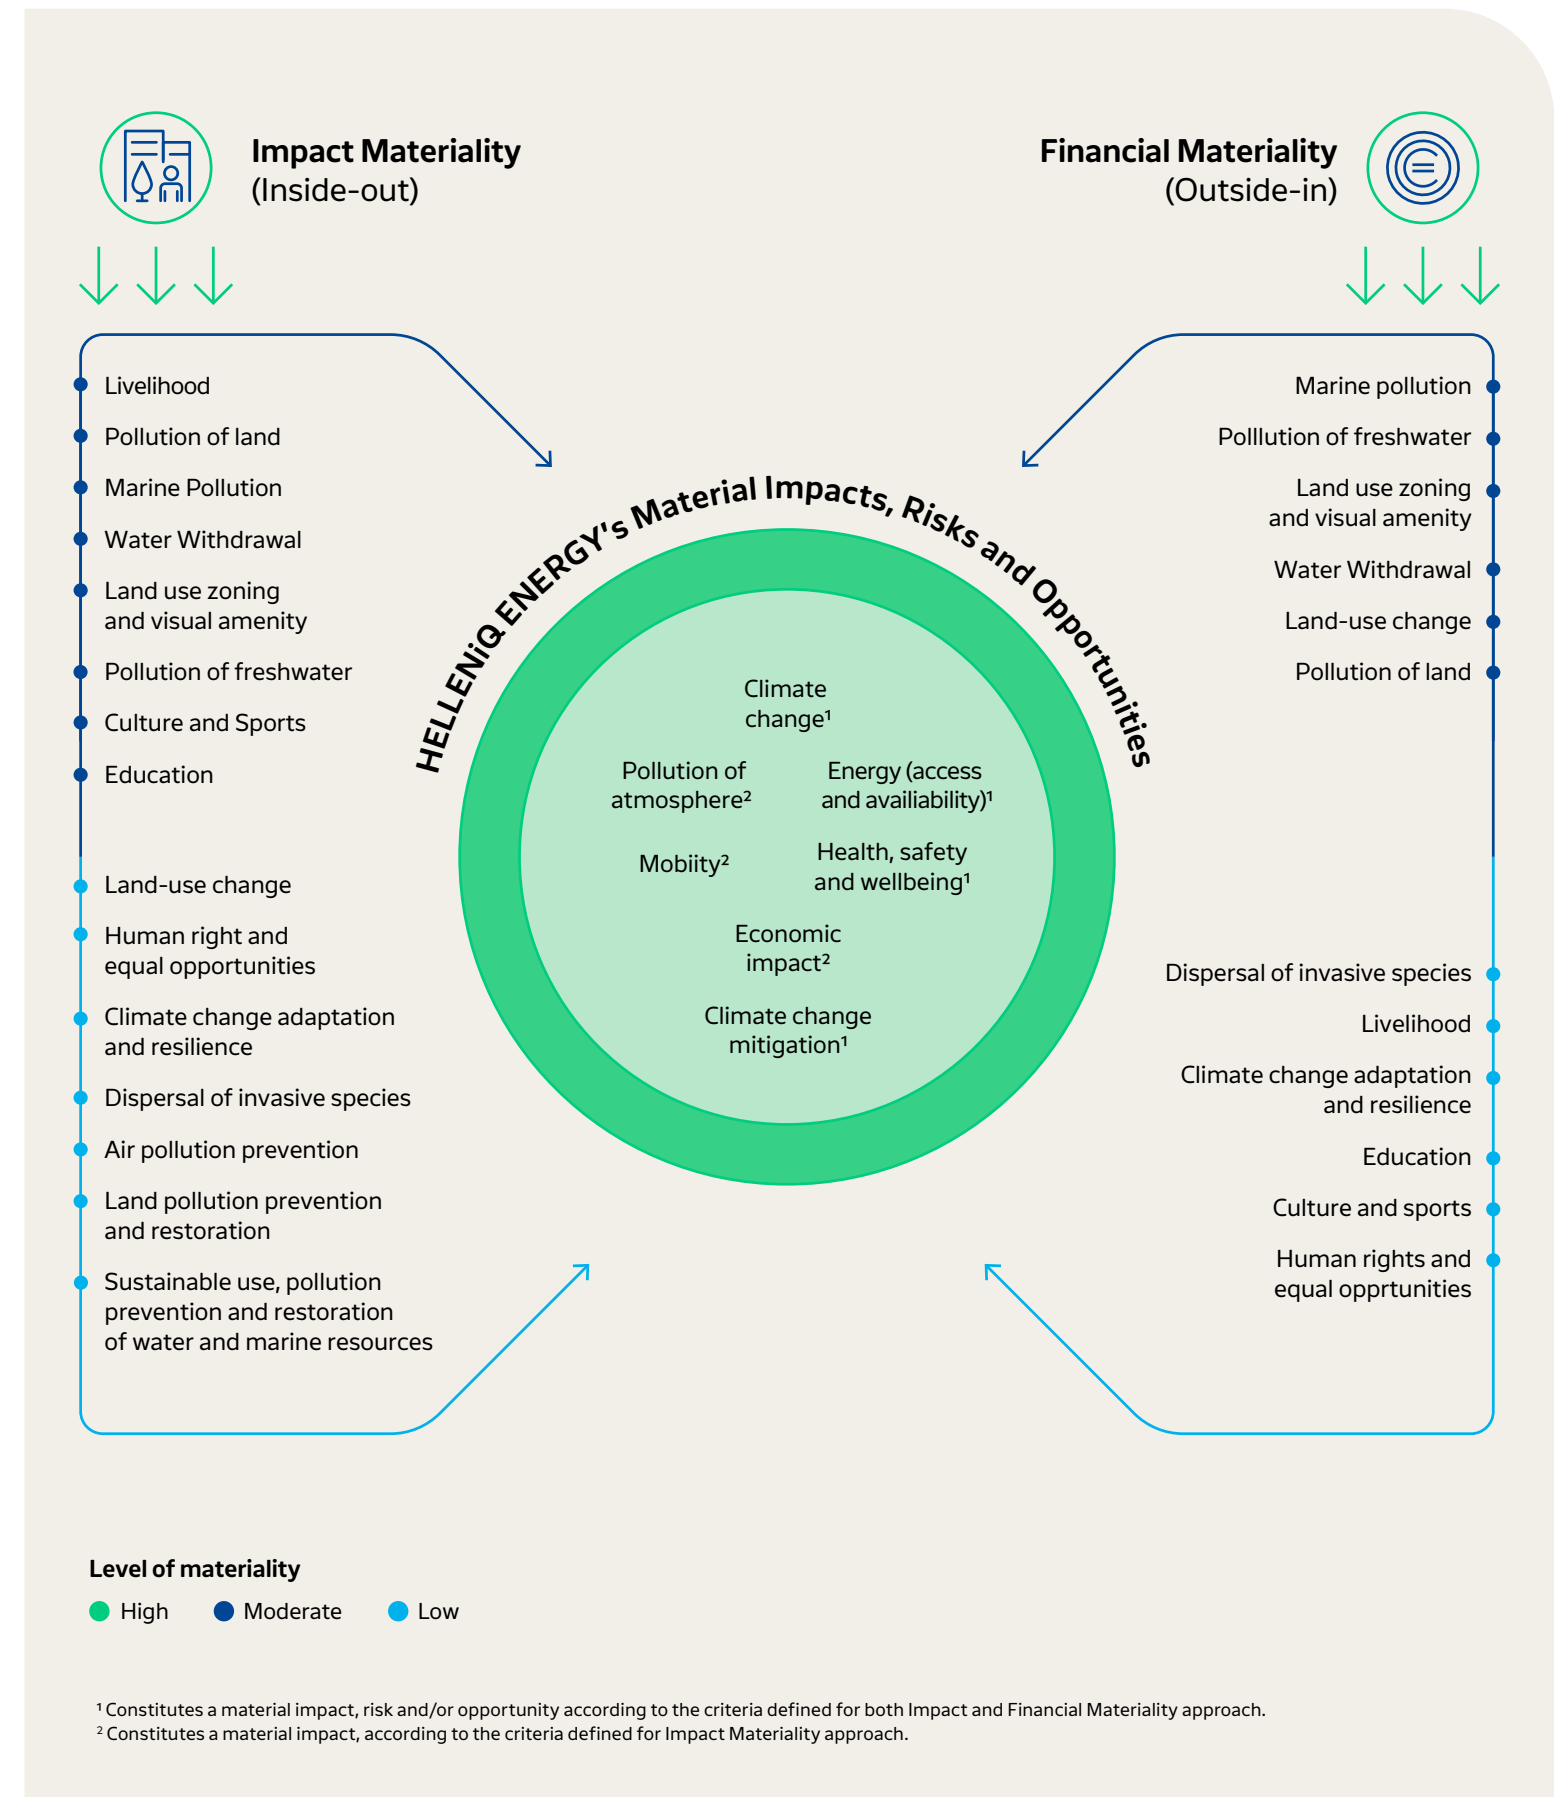 Impact Materiality
(Inside-out)
Financial Materiality
(Outside-in)
Livelihood
Pollution of land
Marine Pollution
Water Withdrawal
Land use zoning
and visual amenity
Pollution of freshwater
Culture and Sports
Education
Land-use change
Human right and
equal opportunities
Climate change adaptation
and resilience
Dispersal of invasive species
Air pollution prevention
Land pollution prevention
and restoration
Sustainable use, pollution
prevention and restoration
of water and marine resources
HELLENiQ ENERGY's Material Impacts, Risks and Opportunities
Climate
change¹
Pollution of
atmosphere²
Energy (access
and availiability)¹
Mobiity²
Health, safety
and wellbeing¹
Economic
impact²
Climate change
mitigation¹
Marine pollution
Polllution of freshwater
Land use zoning
and visual amenity
Water Withdrawal
Land-use change
Pollution of land
Dispersal of invasive species
Livelihood
Climate change adaptation
and resilience
Education
Culture and sports
Human rights and
equal opprtunities
Level of materiality
High
Moderate
Low
¹ Constitutes a material impact, risk and/or opportunity according to the criteria defined for both Impact and Financial Materiality approach.
² Constitutes a material impact, according to the criteria defined for Impact Materiality approach.